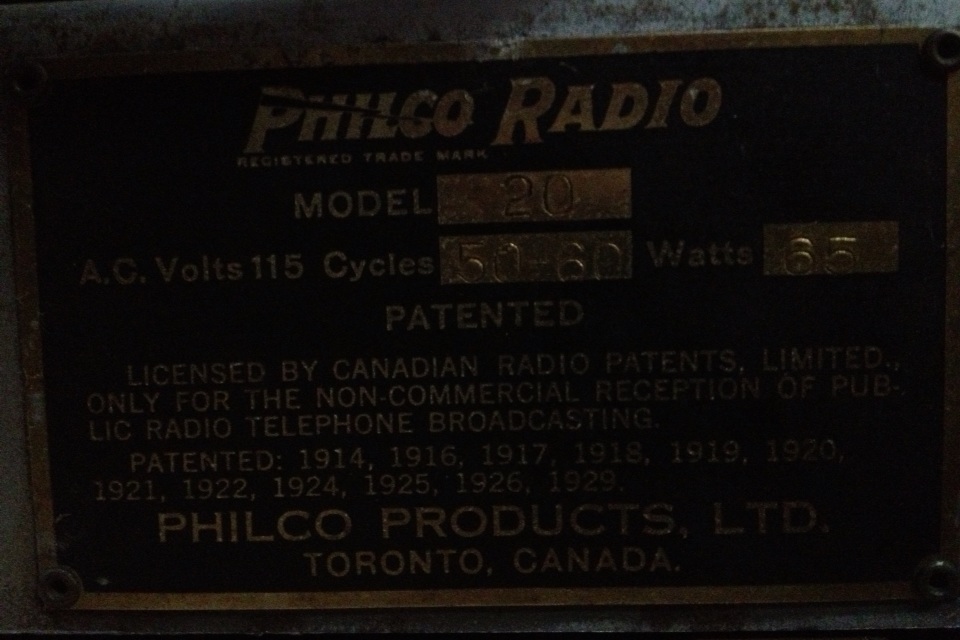 PHILCO RADIO
REGISTERED TRADE MARK
MODEL 20
A.C. Volts 115 Cycles 50-60 Watts 65
PATENTED
LICENSED BY CANADIAN RADIO PATENTS, LIMITED.,
ONLY FOR THE NON-COMMERCIAL RECEPTION OF PUB-
LIC RADIO TELEPHONE BROADCASTING.
PATENTED: 1914, 1916, 1917, 1918, 1919, 1920,
1921, 1922, 1924, 1925, 1926, 1929.
PHILCO PRODUCTS, LTD.
TORONTO, CANADA.